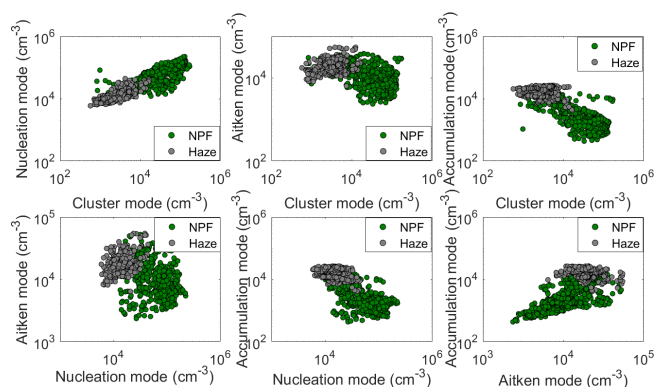 Nucleation mode (cm⁻³)
10⁶
10⁴
10²
NPF
Haze
10²
10⁴
10⁶
Cluster mode (cm⁻³)
Aitken mode (cm⁻³)
10⁶
10⁴
10²
NPF
Haze
10²
10⁴
10⁶
Cluster mode (cm⁻³)
Accumulation mode (cm⁻³)
10⁶
10⁴
10²
NPF
Haze
10²
10⁴
10⁶
Cluster mode (cm⁻³)
Aitken mode (cm⁻³)
10⁵
10⁴
10³
NPF
Haze
10⁴
10⁶
Nucleation mode (cm⁻³)
Accumulation mode (cm⁻³)
10⁶
10⁴
10²
NPF
Haze
10⁴
10⁶
Nucleation mode (cm⁻³)
Accumulation mode (cm⁻³)
10⁶
10⁴
10²
NPF
Haze
10³
10⁴
10⁵
Aitken mode (cm⁻³)